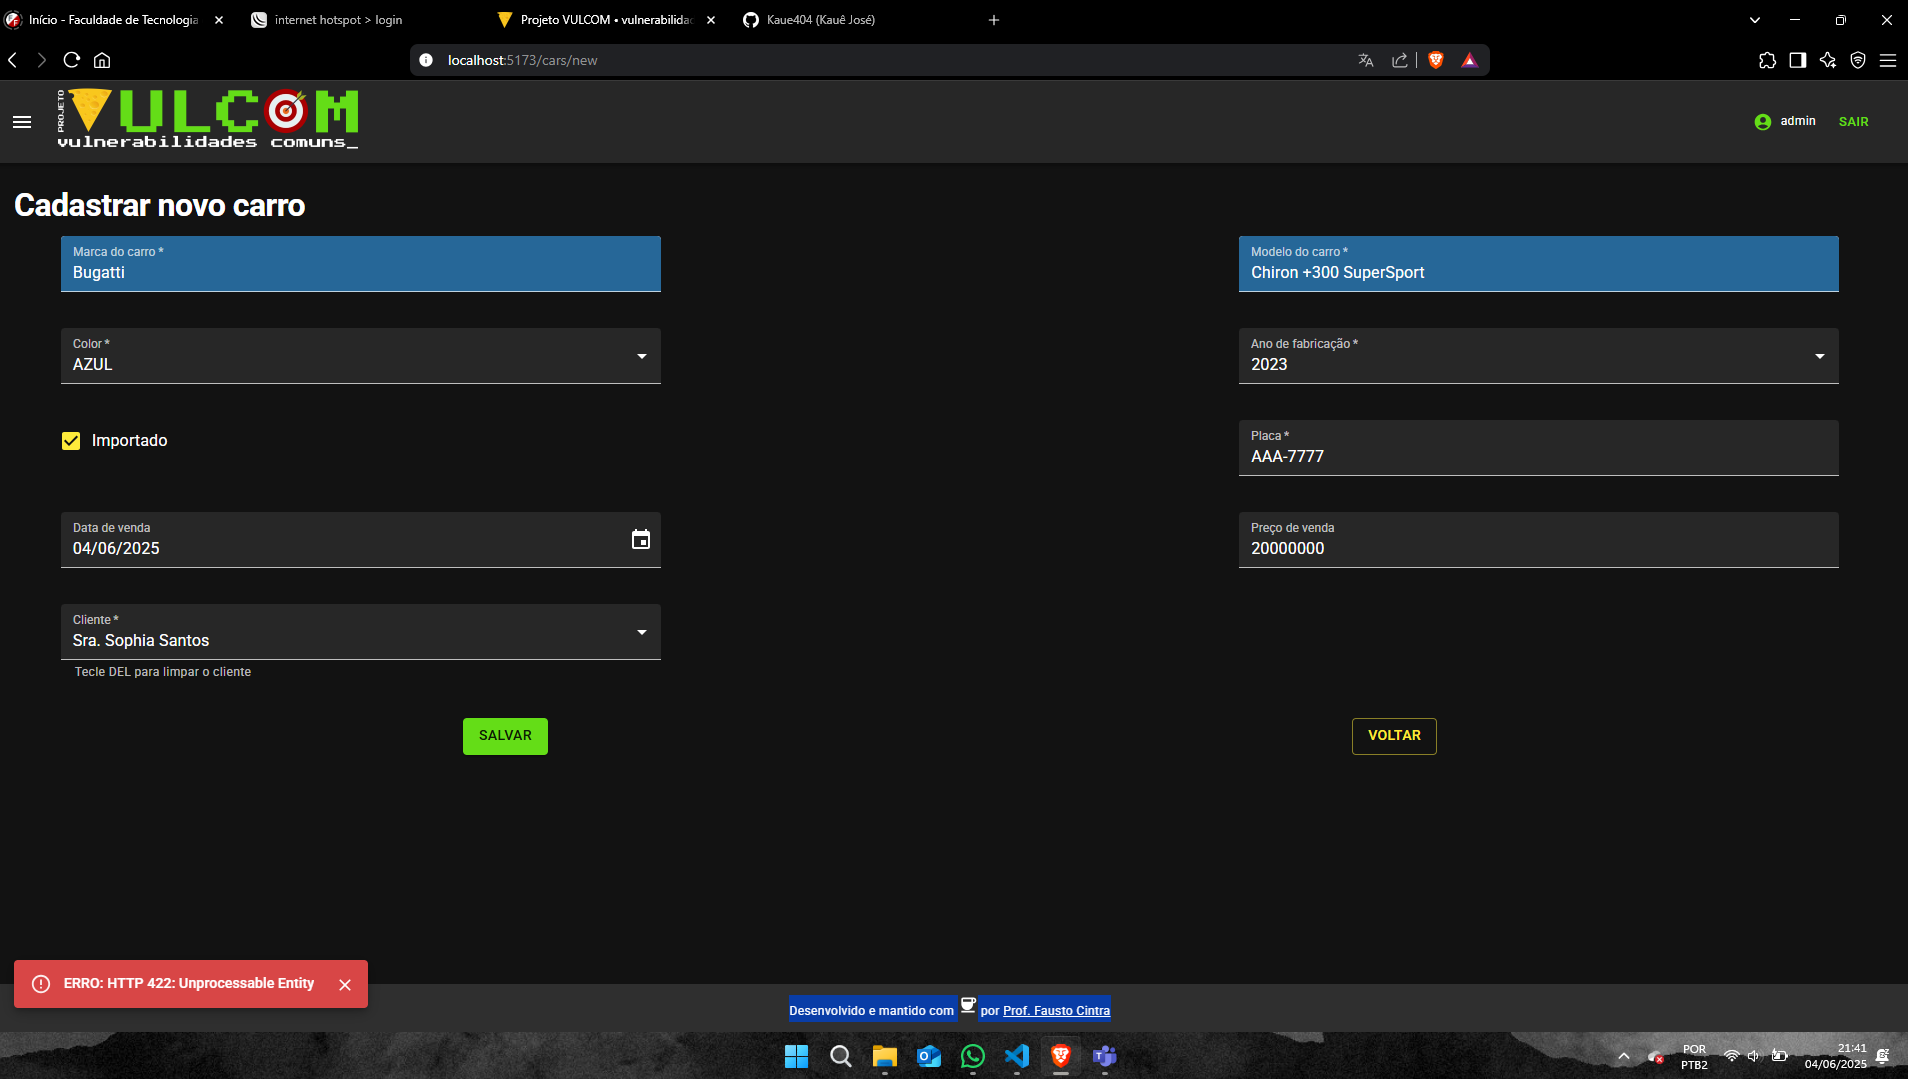 Início - Faculdade de Tecnologia
internet hotspot > login
Projeto VULCOM • vulnerabilidad
Kaue404 (Kauê José)
localhost:5173/cars/new
PROJETO
VULCOM
vulnerabilidades comuns_
admin
SAIR
Cadastrar novo carro
Marca do carro *
Bugatti
Modelo do carro *
Chiron +300 SuperSport
Color *
AZUL
Ano de fabricação *
2023
Importado
Placa *
AAA-7777
Data de venda
04/06/2025
Preço de venda
20000000
Cliente *
Sra. Sophia Santos
Tecle DEL para limpar o cliente
SALVAR
VOLTAR
ERRO: HTTP 422: Unprocessable Entity
Desenvolvido e mantido com por Prof. Fausto Cintra
POR
PTB2
21:41
04/06/2025